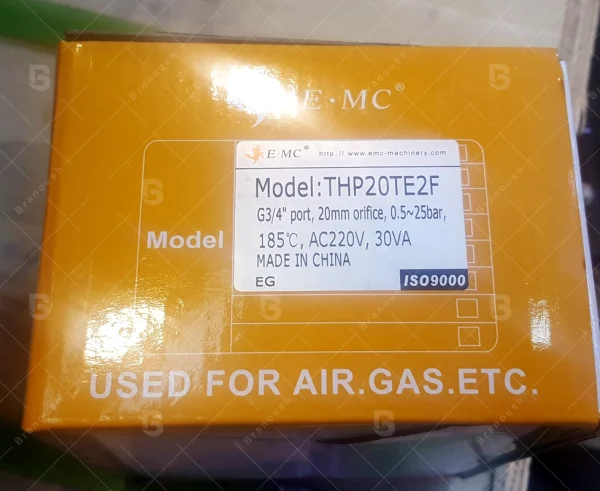 E·MC®
E·MC® http:// www.emc-machinery.com
Model:THP20TE2F
G3/4" port, 20mm orifice, 0.5~25bar,
185℃, AC220V, 30VA
MADE IN CHINA
EG ISO9000
Model
USED FOR AIR.GAS.ETC.